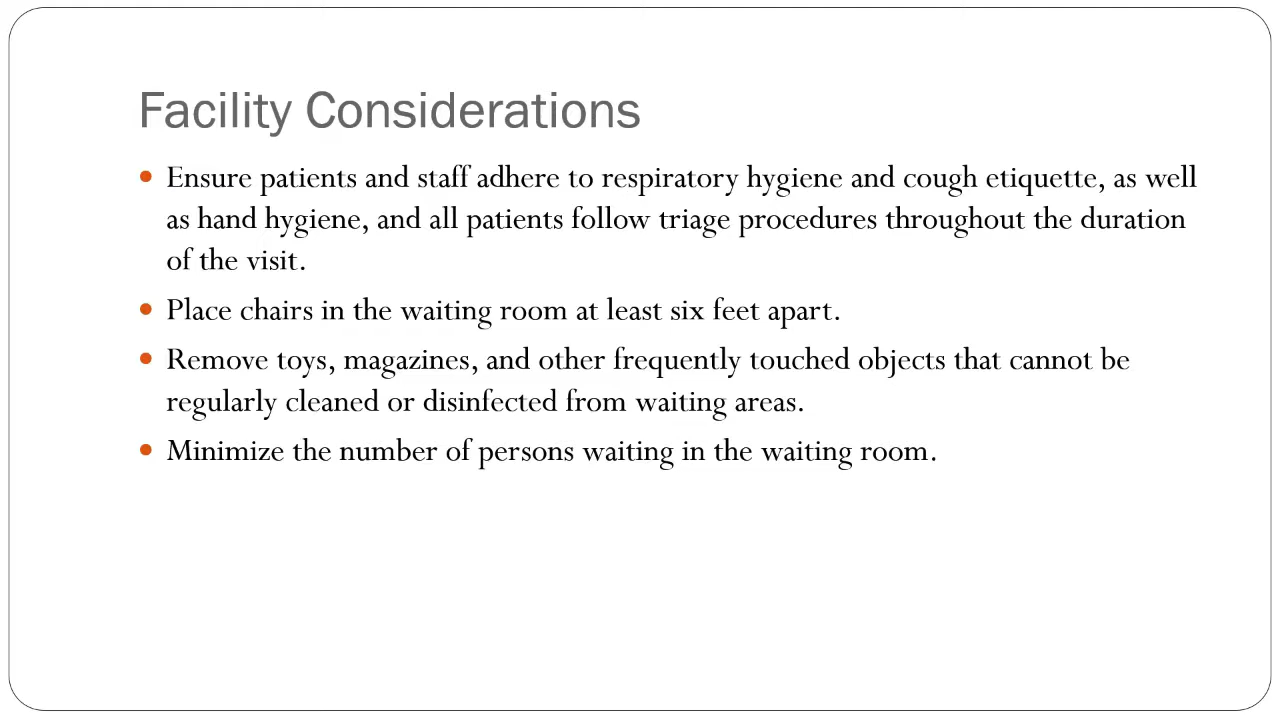 Facility Considerations
• Ensure patients and staff adhere to respiratory hygiene and cough etiquette, as well
as hand hygiene, and all patients follow triage procedures throughout the duration
of the visit.
• Place chairs in the waiting room at least six feet apart.
• Remove toys, magazines, and other frequently touched objects that cannot be
regularly cleaned or disinfected from waiting areas.
• Minimize the number of persons waiting in the waiting room.